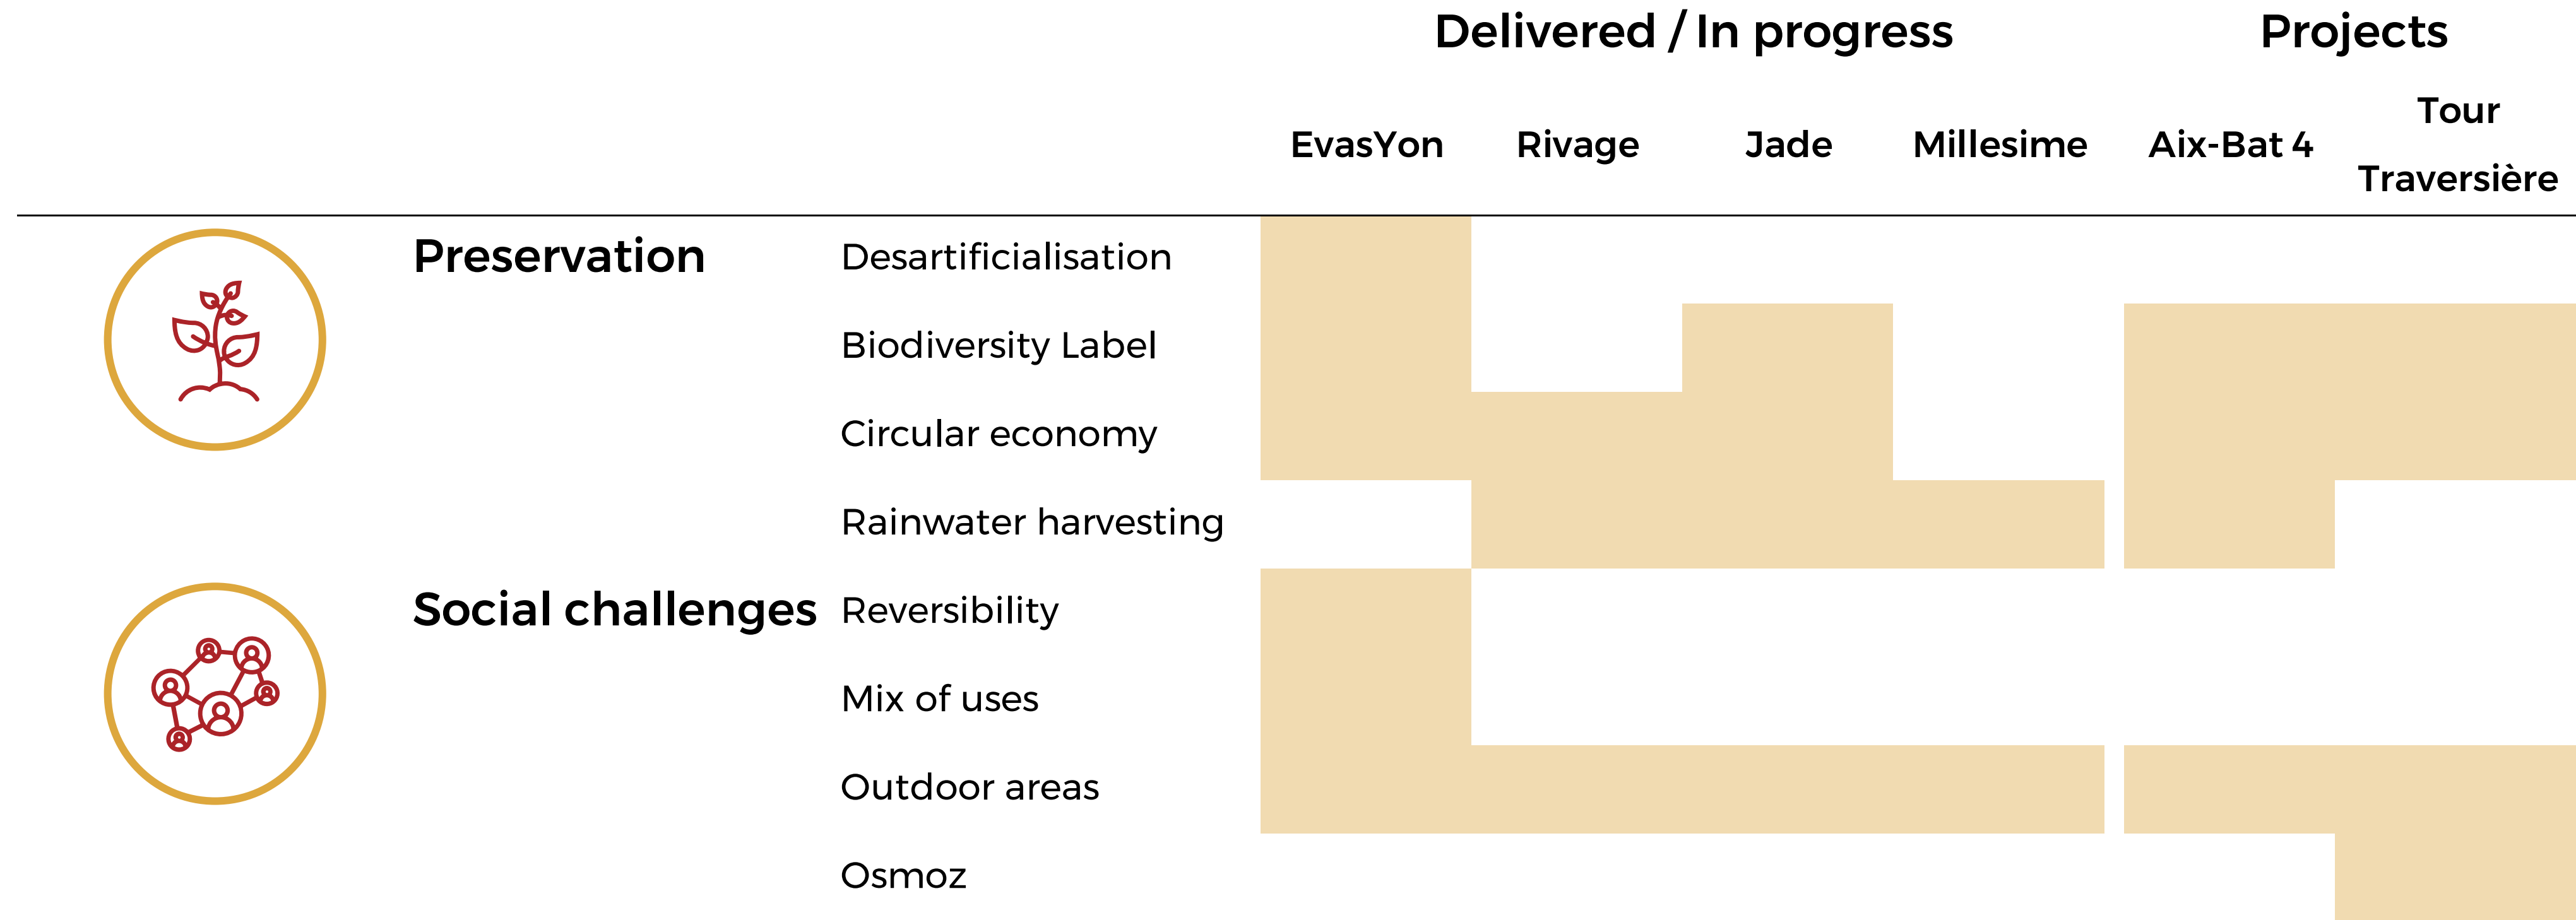 Delivered / In progress Projects
EvasYon Rivage Jade Millesime Aix-Bat 4 Tour
Traversière
Preservation Desartificialisation
Biodiversity Label
Circular economy
Rainwater harvesting
Social challenges Reversibility
Mix of uses
Outdoor areas
Osmoz